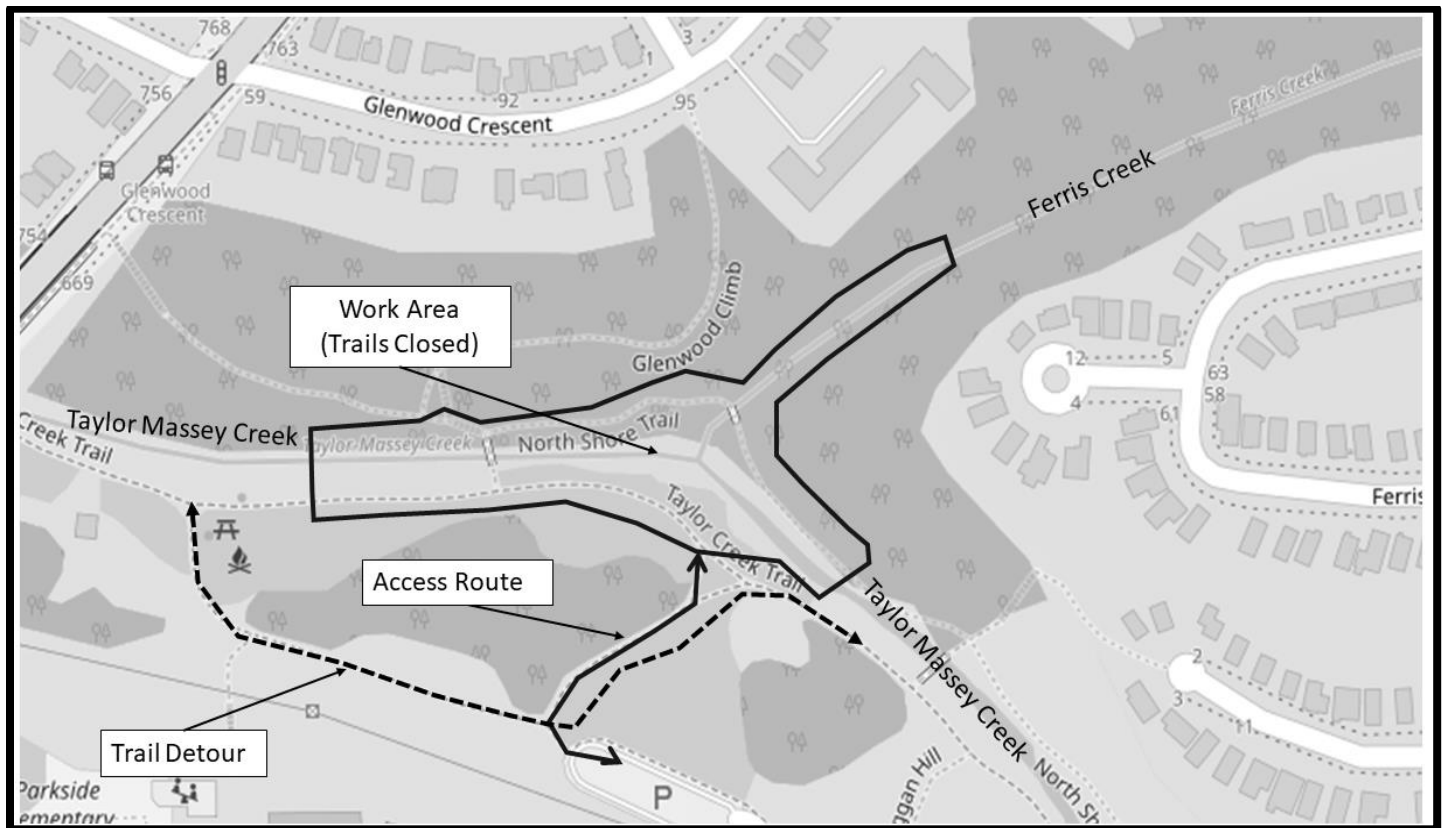 768
763
3
1
756
59
92
95
Glenwood Crescent
Ferris Creek
Ferris Creek
Glenwood
Crescent
754
669
Work Area
(Trails Closed)
Glenwood Climb
12
5
63
58
4
61
Taylor Massey Creek
Creek Trail
Taylor Massey Creek
North Shore Trail
Ferris
Taylor Creek Trail
Access Route
Taylor Massey Creek
2
3
11
Trail Detour
Parkside
ementary
P
ggan Hill
North Sh